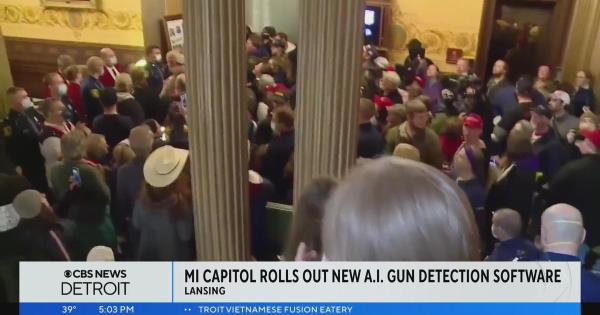 CBS NEWS
DETROIT
MI CAPITOL ROLLS OUT NEW A.I. GUN DETECTION SOFTWARE
LANSING
39° 5:03 PM TROIT VIETNAMESE FUSION EATERY